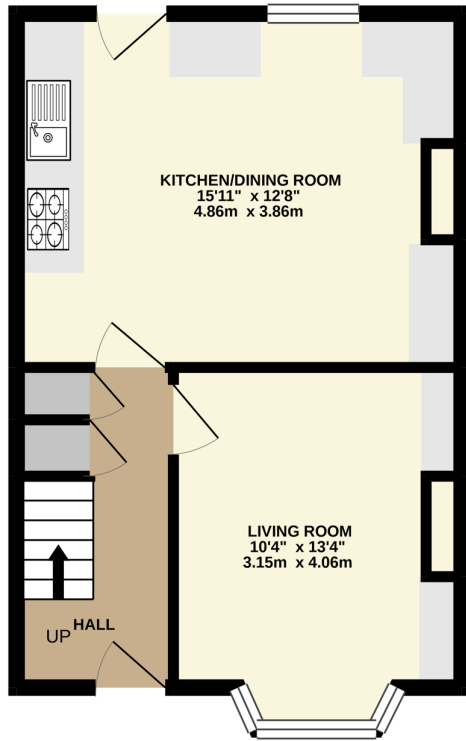 KITCHEN/DINING ROOM
15'11" x 12'8"
4.86m x 3.86m
LIVING ROOM
10'4" x 13'4"
3.15m x 4.06m
HALL
UP